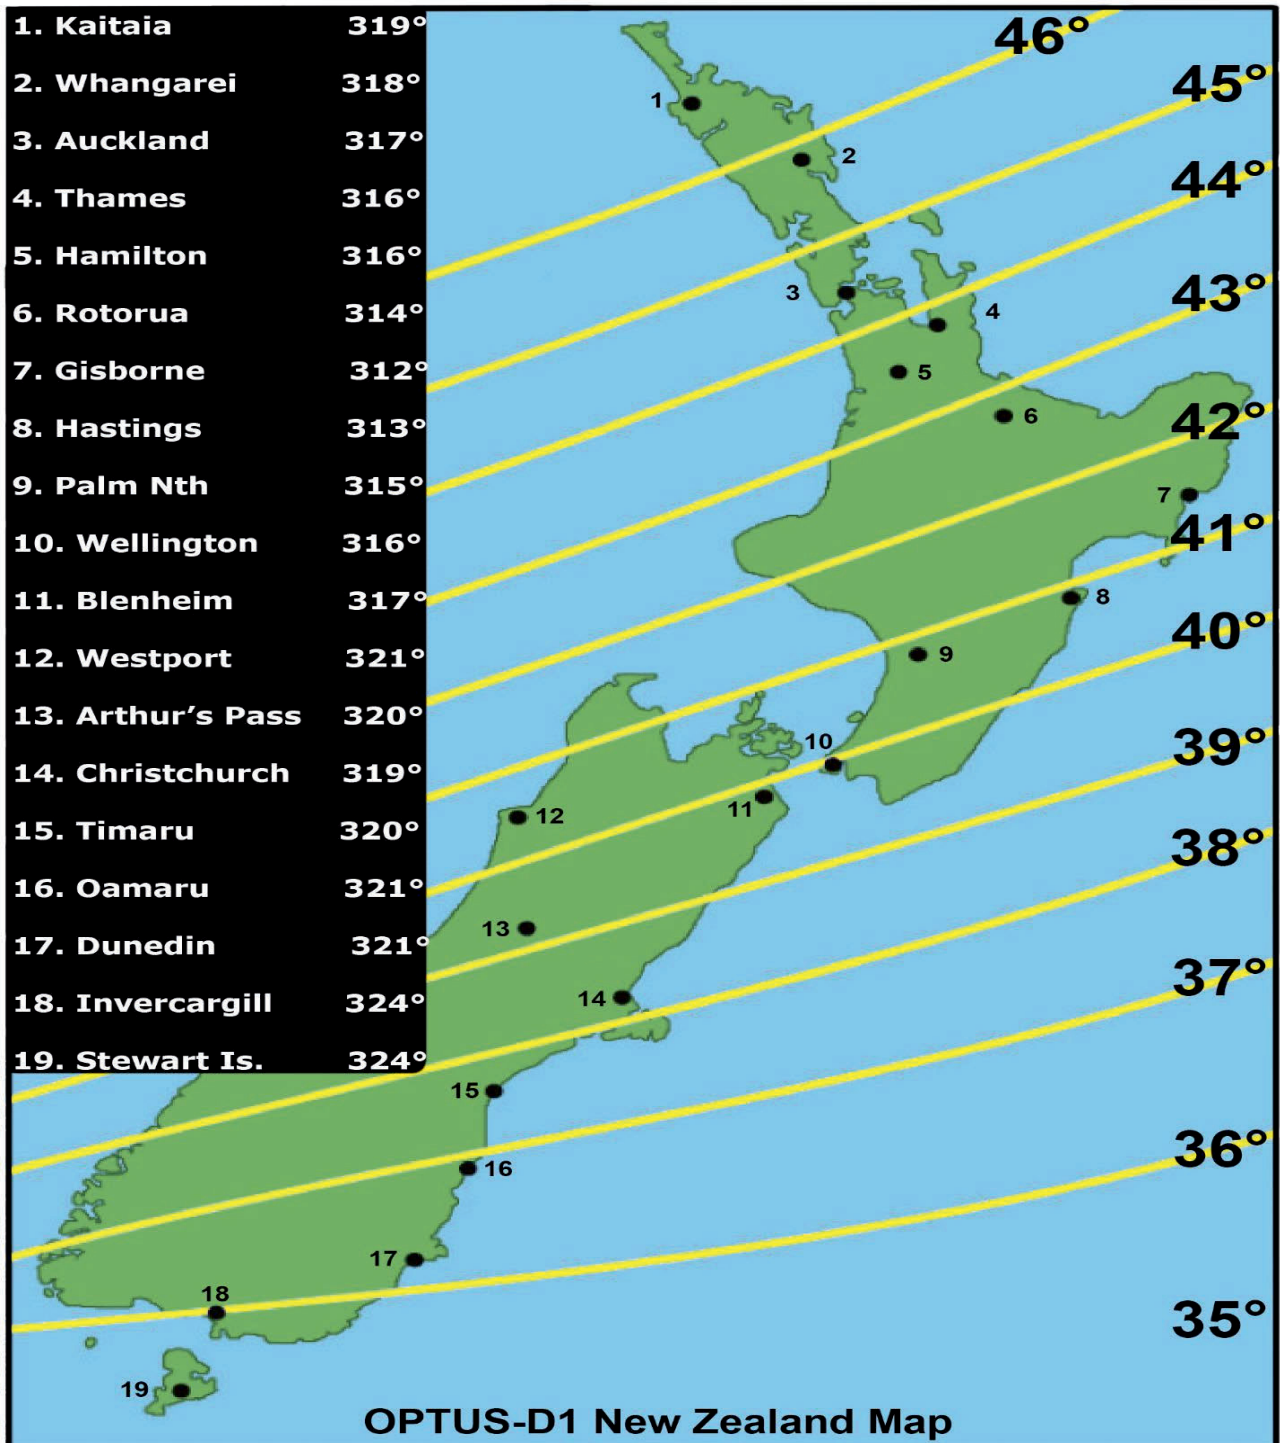 1. Kaitaia 319°
2. Whangarei 318°
3. Auckland 317°
4. Thames 316°
5. Hamilton 316°
6. Rotorua 314°
7. Gisborne 312°
8. Hastings 313°
9. Palm Nth 315°
10. Wellington 316°
11. Blenheim 317°
12. Westport 321°
13. Arthur’s Pass 320°
14. Christchurch 319°
15. Timaru 320°
16. Oamaru 321°
17. Dunedin 321°
18. Invercargill 324°
19. Stewart Is. 324°
46°
45°
44°
43°
42°
41°
40°
39°
38°
37°
36°
35°
1
2
3
4
5
6
7
8
9
10
11
12
13
14
15
16
17
18
19
OPTUS-D1 New Zealand Map